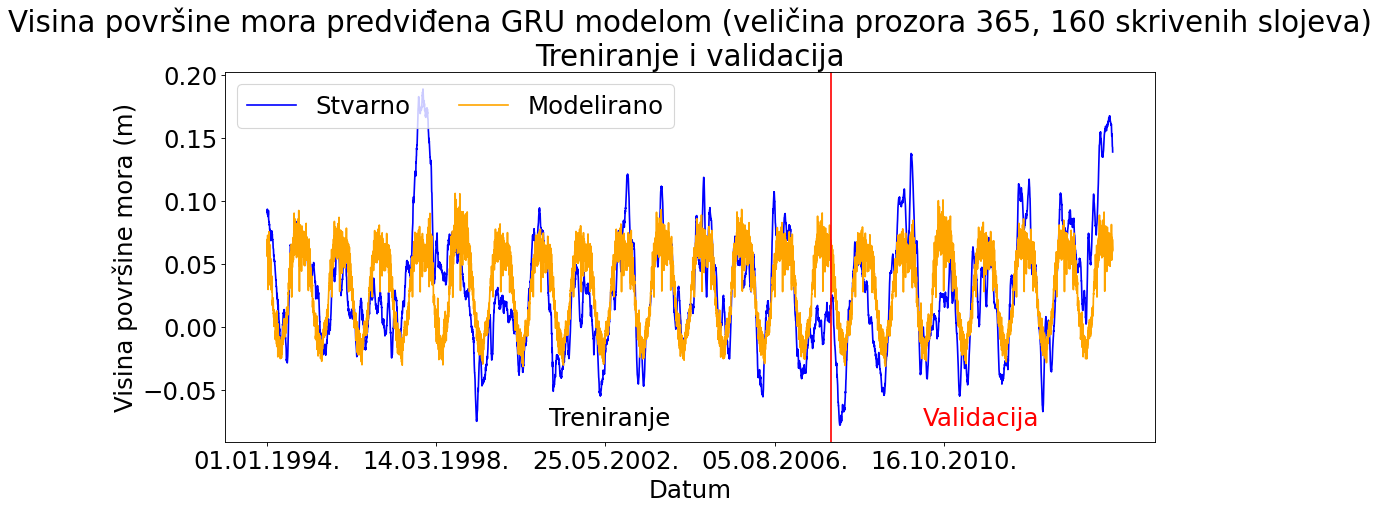 Visina površine mora predviđena GRU modelom (veličina prozora 365, 160 skrivenih slojeva)
Treniranje i validacija
Stvarno
Modelirano
Visina površine mora (m)
0.20
0.15
0.10
0.05
0.00
−0.05
Treniranje
Validacija
01.01.1994.
14.03.1998.
25.05.2002.
05.08.2006.
16.10.2010.
Datum